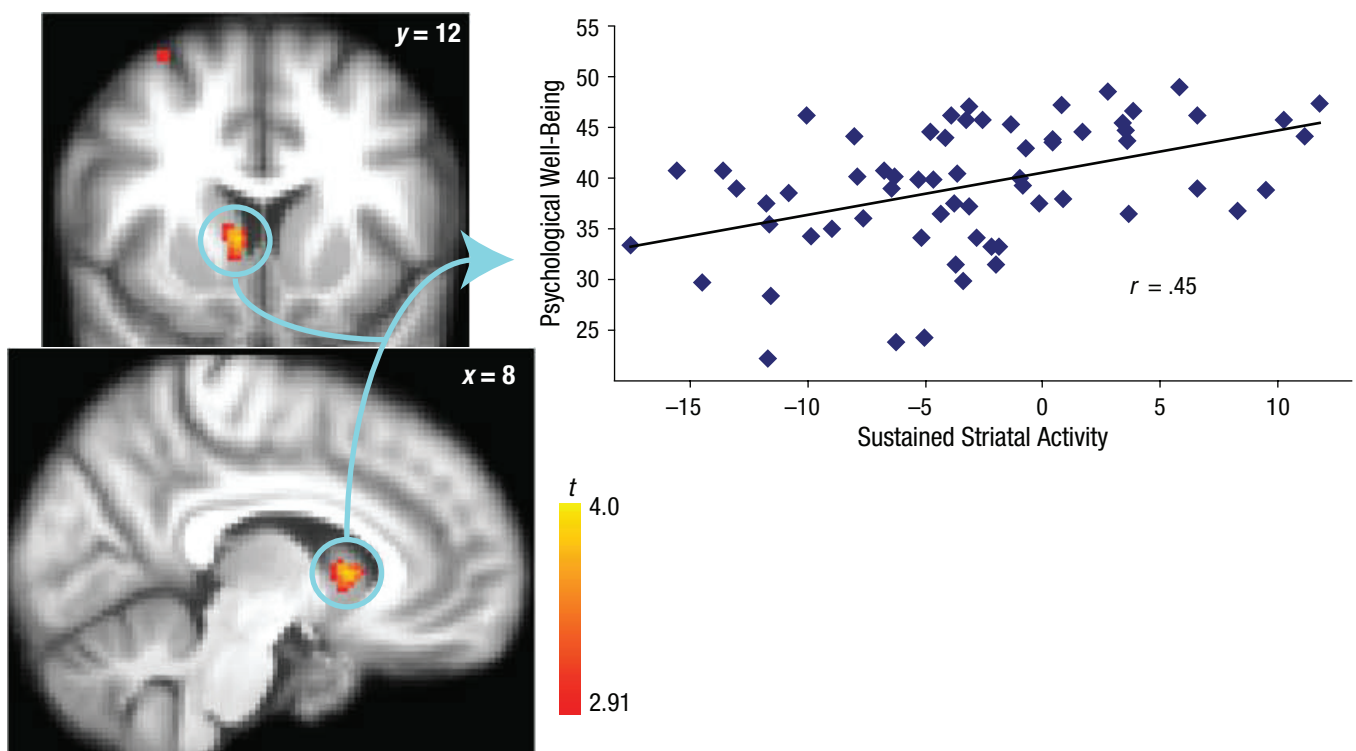 y = 12
x = 8
t
4.0
2.91
Psychological Well-Being
55
50
45
40
35
30
25
r = .45
–15
–10
–5
0
5
10
Sustained Striatal Activity